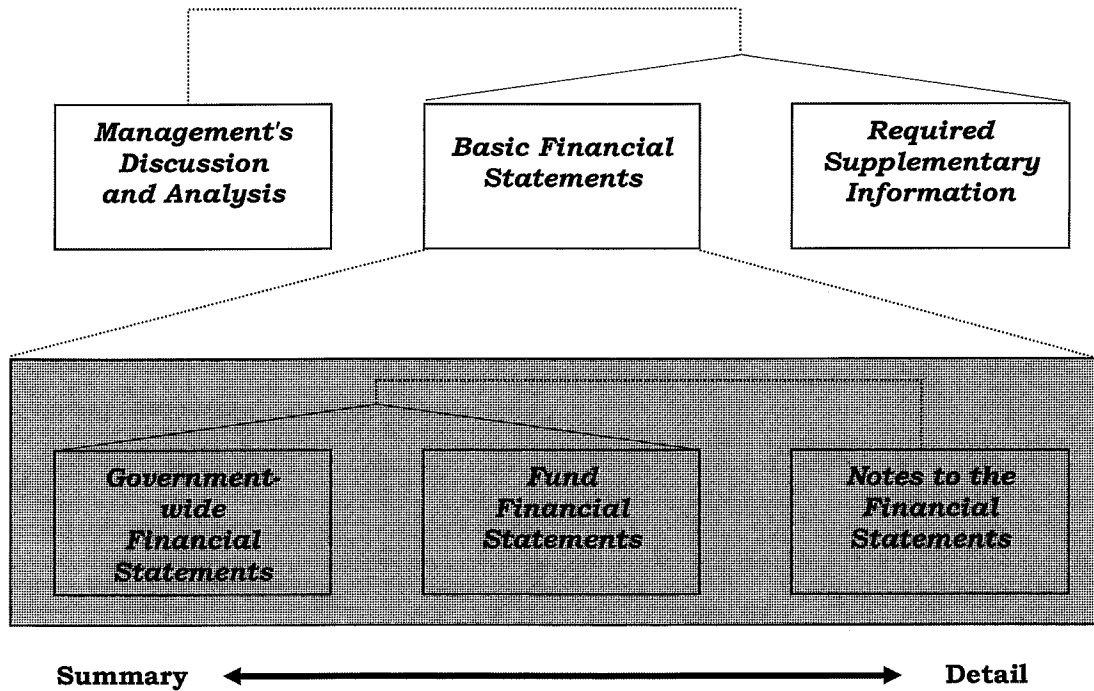 Management's
Discussion
and Analysis
Basic Financial
Statements
Required
Supplementary
Information
Government-
wide
Financial
Statements
Fund
Financial
Statements
Notes to the
Financial
Statements
Summary
Detail